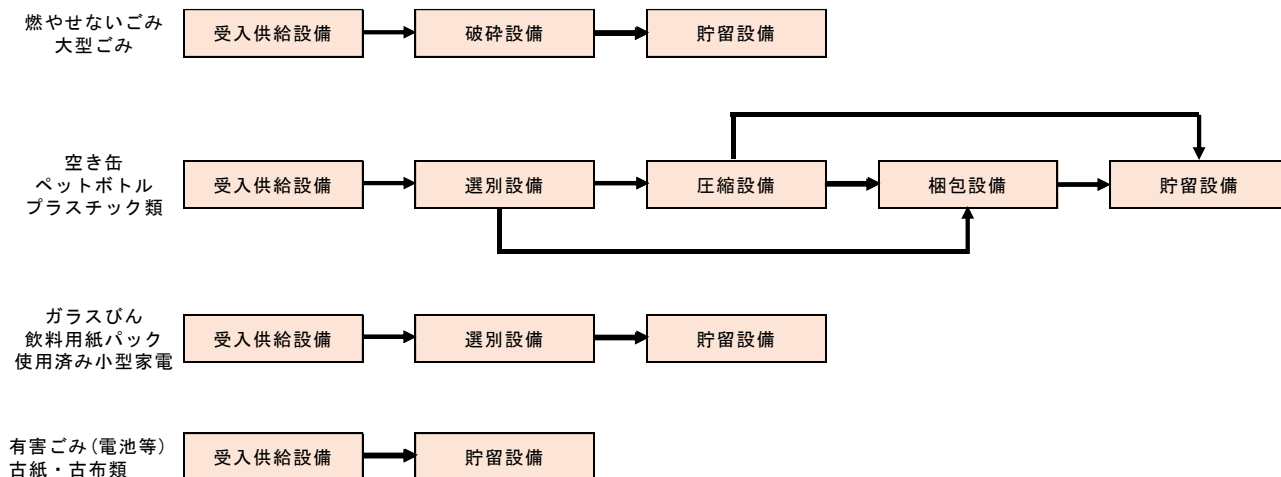 燃やせないごみ
大型ごみ
受入供給設備
破砕設備
貯留設備
空き缶
ペットボトル
プラスチック類
受入供給設備
選別設備
圧縮設備
梱包設備
貯留設備
ガラスびん
飲料用紙パック
使用済み小型家電
受入供給設備
選別設備
貯留設備
有害ごみ(電池等)
古紙・古布類
受入供給設備
貯留設備